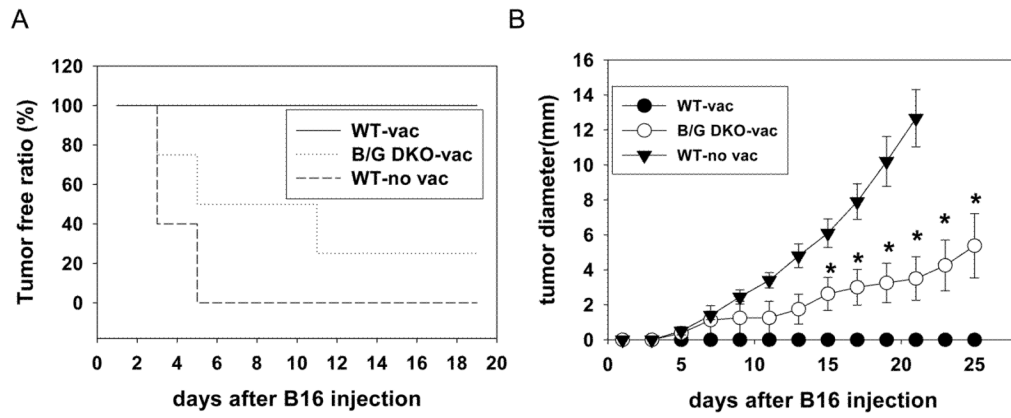 A
120
100
80
60
40
20
0
Tumor free ratio (%)
WT-vac
B/G DKO-vac
WT-no vac
0 2 4 6 8 10 12 14 16 18 20
days after B16 injection
B
16
14
12
10
8
6
4
2
0
tumor diameter(mm)
WT-vac
B/G DKO-vac
WT-no vac
* * * * * *
0 5 10 15 20 25
days after B16 injection